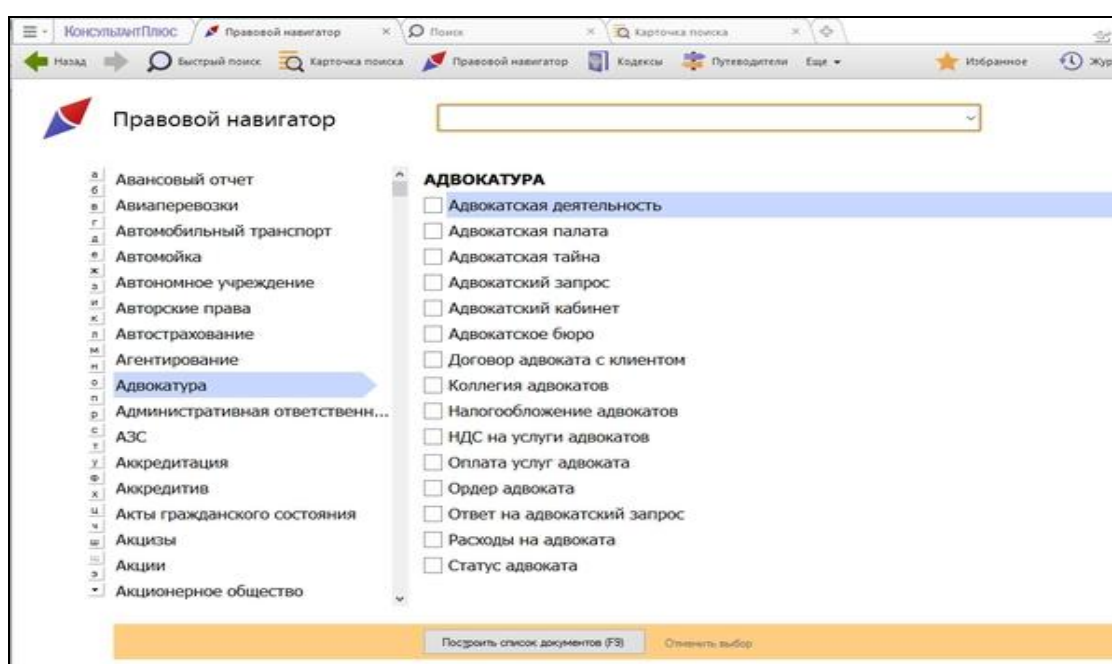 КонсультантПлюс Правовой навигатор × Поиск × Карточка поиска ×
Назад Быстрый поиск Карточка поиска Правовой навигатор Кодексы Путеводители Еще Избранное Жур
Правовой навигатор
а
б
в
г
д
е
ж
з
и
к
л
м
н
о
п
р
с
т
у
ф
х
ц
ч
ш
щ
э
Авансовый отчет
Авиаперевозки
Автомобильный транспорт
Автомойка
Автономное учреждение
Авторские права
Автострахование
Агентирование
Адвокатура
Административная ответственн...
АЗС
Аккредитация
Аккредитив
Акты гражданского состояния
Акцизы
Акции
Акционерное общество
АДВОКАТУРА
Адвокатская деятельность
Адвокатская палата
Адвокатская тайна
Адвокатский запрос
Адвокатский кабинет
Адвокатское бюро
Договор адвоката с клиентом
Коллегия адвокатов
Налогообложение адвокатов
НДС на услуги адвокатов
Оплата услуг адвоката
Ордер адвоката
Ответ на адвокатский запрос
Расходы на адвоката
Статус адвоката
Построить список документов (F9) Отменить выбор